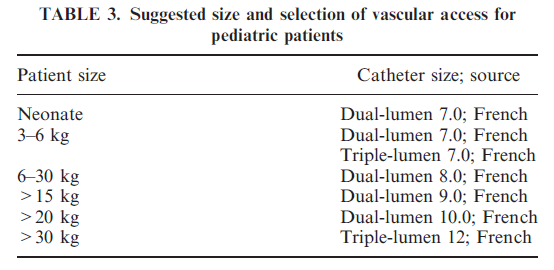 TABLE 3. Suggested size and selection of vascular access for
pediatric patients
Patient size Catheter size; source
Neonate Dual-lumen 7.0; French
3–6 kg Dual-lumen 7.0; French
Triple-lumen 7.0; French
6–30 kg Dual-lumen 8.0; French
>15 kg Dual-lumen 9.0; French
>20 kg Dual-lumen 10.0; French
>30 kg Triple-lumen 12; French